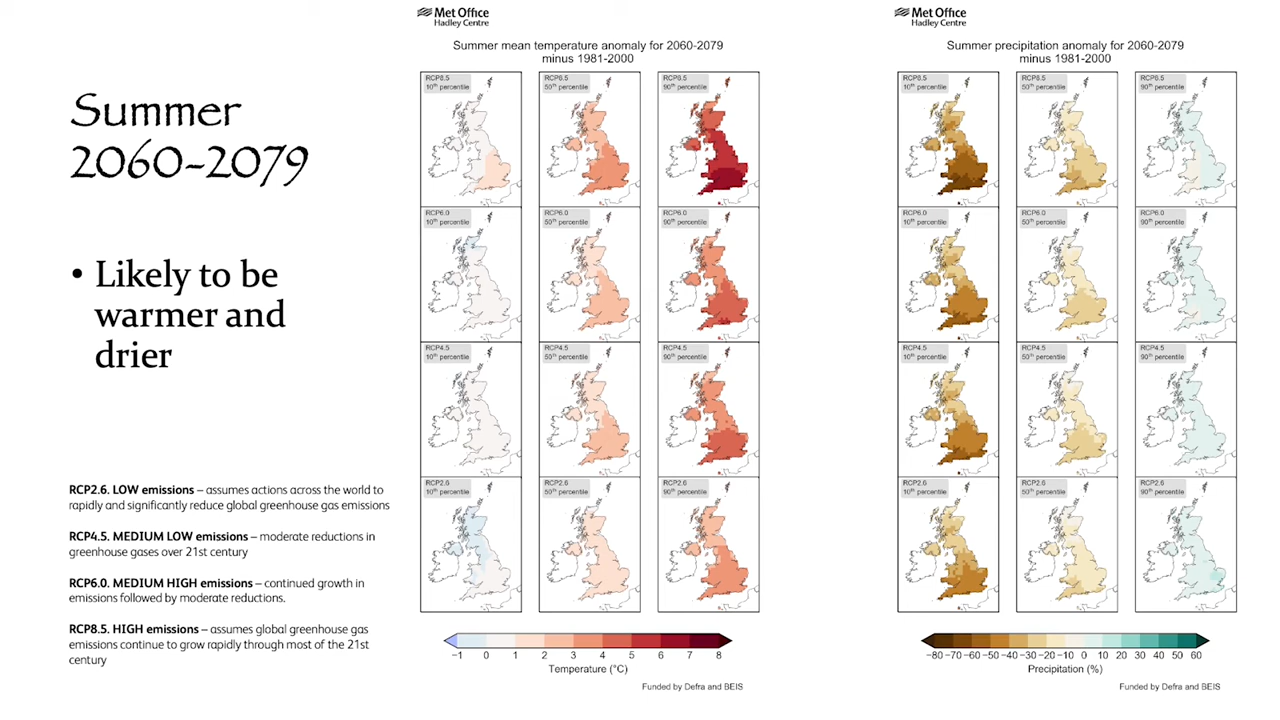 Summer
2060-2079
• Likely to be
warmer and
drier
RCP2.6. LOW emissions – assumes actions across the world to
rapidly and significantly reduce global greenhouse gas emissions
RCP4.5. MEDIUM LOW emissions – moderate reductions in
greenhouse gases over 21st century
RCP6.0. MEDIUM HIGH emissions – continued growth in
emissions followed by moderate reductions.
RCP8.5. HIGH emissions – assumes global greenhouse gas
emissions continue to grow rapidly through most of the 21st
century
Met Office
Hadley Centre
Summer mean temperature anomaly for 2060-2079
minus 1981-2000
RCP8.5
10th percentile
RCP8.5
50th percentile
RCP8.5
90th percentile
RCP6.0
10th percentile
RCP6.0
50th percentile
RCP6.0
90th percentile
RCP4.5
10th percentile
RCP4.5
50th percentile
RCP4.5
90th percentile
RCP2.6
10th percentile
RCP2.6
50th percentile
RCP2.6
90th percentile
−1 0 1 2 3 4 5 6 7 8
Temperature (°C)
Funded by Defra and BEIS
Met Office
Hadley Centre
Summer precipitation anomaly for 2060-2079
minus 1981-2000
RCP8.5
10th percentile
RCP8.5
50th percentile
RCP8.5
90th percentile
RCP6.0
10th percentile
RCP6.0
50th percentile
RCP6.0
90th percentile
RCP4.5
10th percentile
RCP4.5
50th percentile
RCP4.5
90th percentile
RCP2.6
10th percentile
RCP2.6
50th percentile
RCP2.6
90th percentile
−80 −70 −60 −50 −40 −30 −20 −10 0 10 20 30 40 50 60
Precipitation (%)
Funded by Defra and BEIS